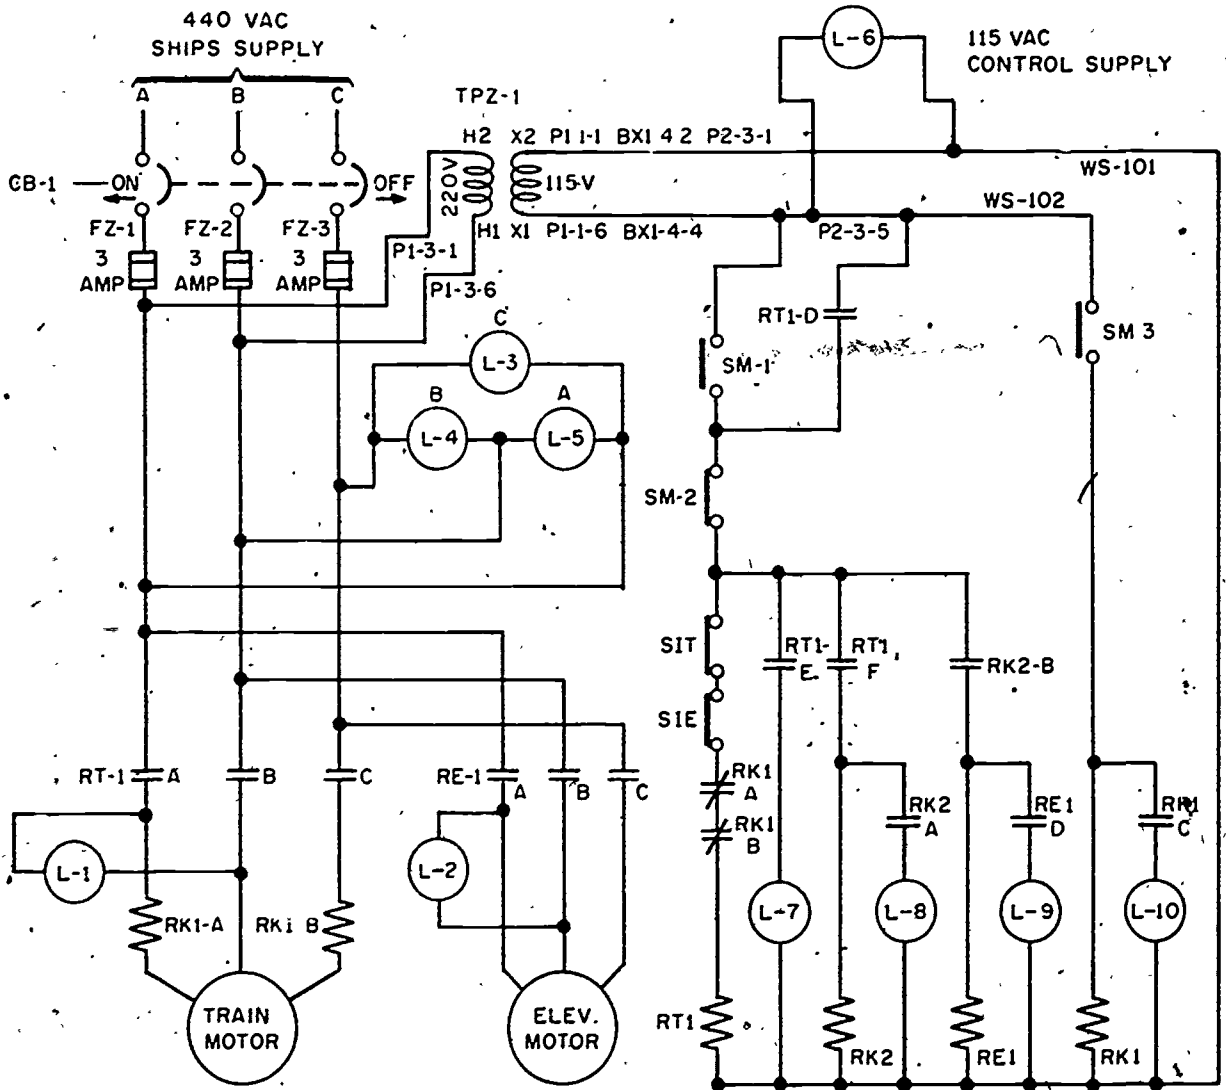 440 VAC
SHIPS SUPPLY
A B C
CB-1 ON OFF
FZ-1 FZ-2 FZ-3
3 AMP
3 AMP
3 AMP
TPZ-1
H2 X2 P1 1-1 BX1 4 2 P2-3-1
220V 115V
H1 X1 P1-1-6 BX1-4-4 P2-3-5
P1-3-1
P1-3-6
L-6
115 VAC
CONTROL SUPPLY
WS-101
WS-102
RT1-D
SM-1
SM 3
C
L-3
B A
L-4 L-5
SM-2
SIT
SIE
RT1-
E
RT1
F
RK2-B
RT-1 A B C
RE-1 A B C
RK1
A
RK1
B
RK2
A
RE1
D
C
L-1
L-2
L-7 L-8 L-9 L-10
RK1-A RK1 B
TRAIN
MOTOR
ELEV.
MOTOR
RT1 RK2 RE1 RK1